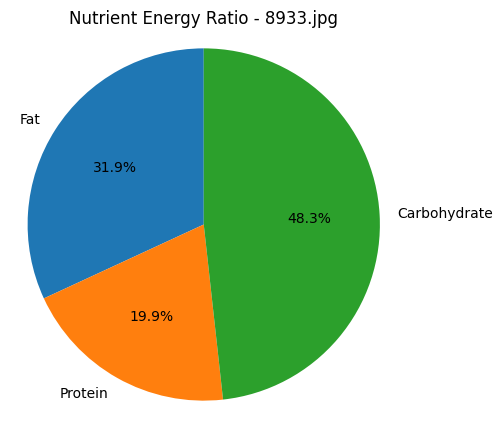 Nutrient Energy Ratio - 8933.jpg
Fat
31.9%
48.3%
Carbohydrate
19.9%
Protein